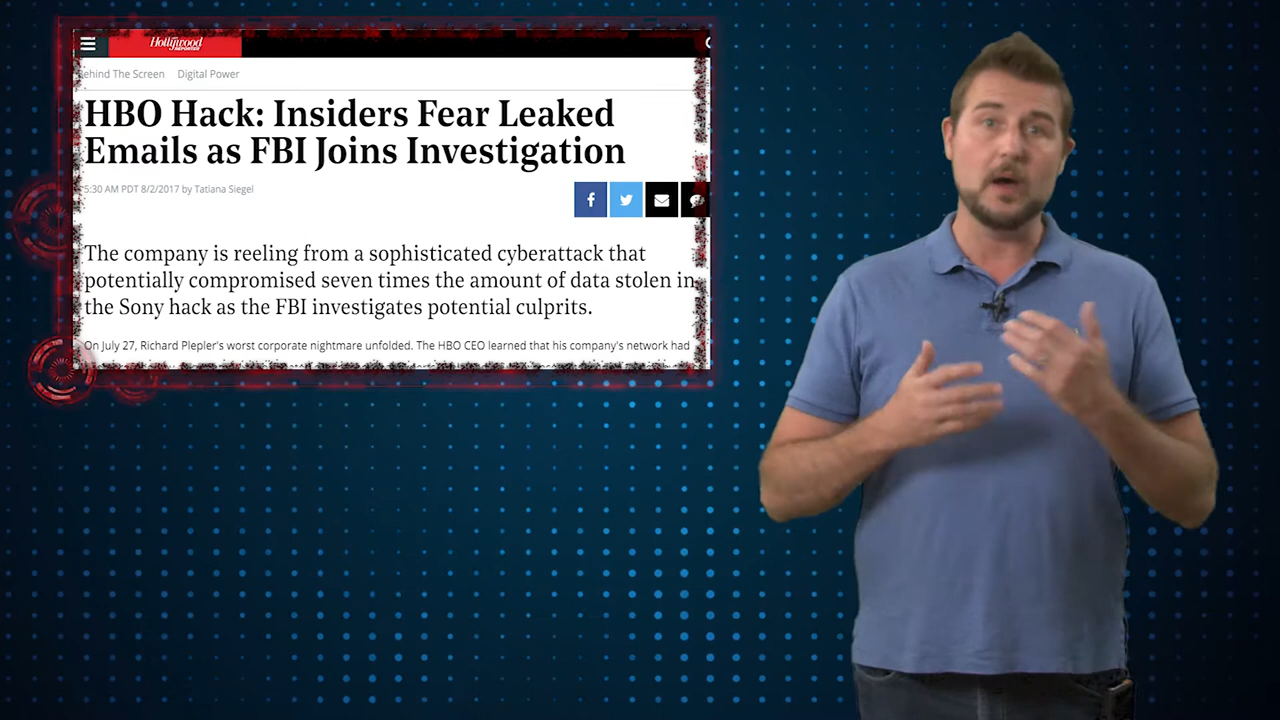 Hollywood
REPORTER
Behind The Screen Digital Power
HBO Hack: Insiders Fear Leaked
Emails as FBI Joins Investigation
5:30 AM PDT 8/2/2017 by Tatiana Siegel
The company is reeling from a sophisticated cyberattack that
potentially compromised seven times the amount of data stolen in
the Sony hack as the FBI investigates potential culprits.
On July 27, Richard Plepler's worst corporate nightmare unfolded. The HBO CEO learned that his company's network had